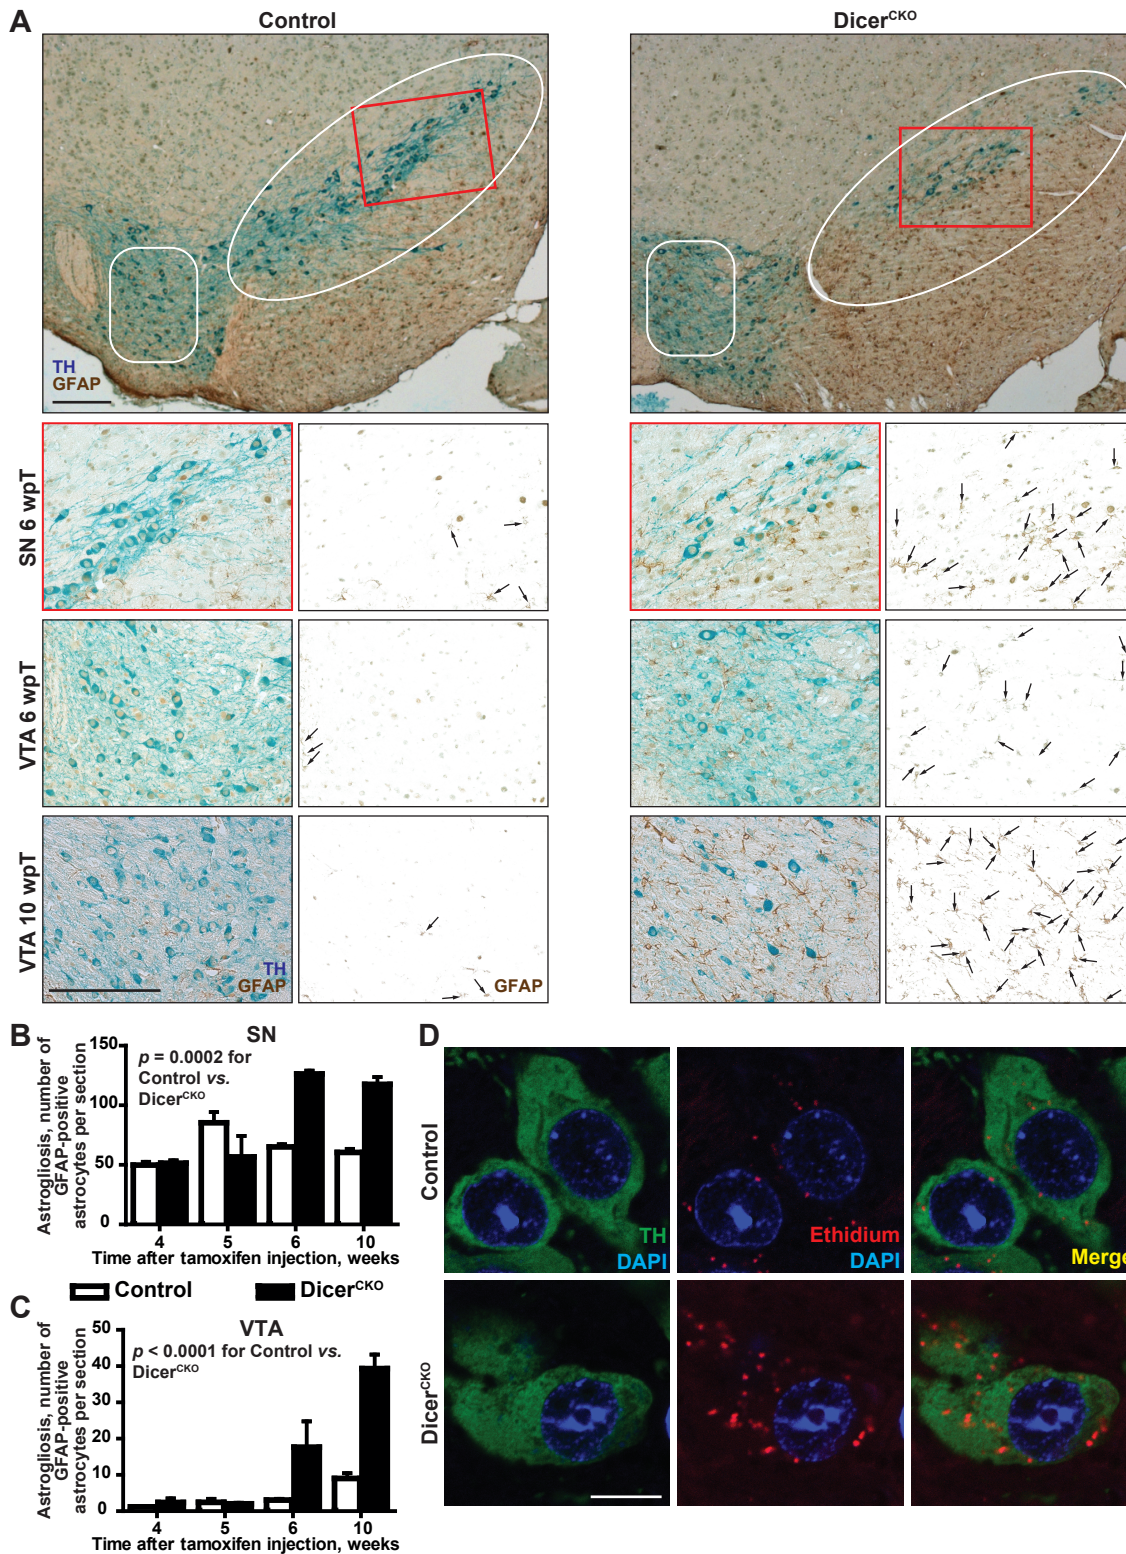 A
Control
Dicer^CKO
TH
GFAP
SN 6 wpT
VTA 6 wpT
VTA 10 wpT
TH
GFAP
GFAP
B
SN
Astrogliosis, number of
GFAP-positive
astrocytes per section
150
100
50
0
p = 0.0002 for
Control vs.
Dicer^CKO
4 5 6 10
Time after tamoxifen injection, weeks
Control
Dicer^CKO
C
VTA
Astrogliosis, number of
GFAP-positive
astrocytes per section
50
40
30
20
10
0
p < 0.0001 for Control vs.
Dicer^CKO
4 5 6 10
Time after tamoxifen injection, weeks
D
Control
TH
DAPI
Ethidium
DAPI
Merge
Dicer^CKO